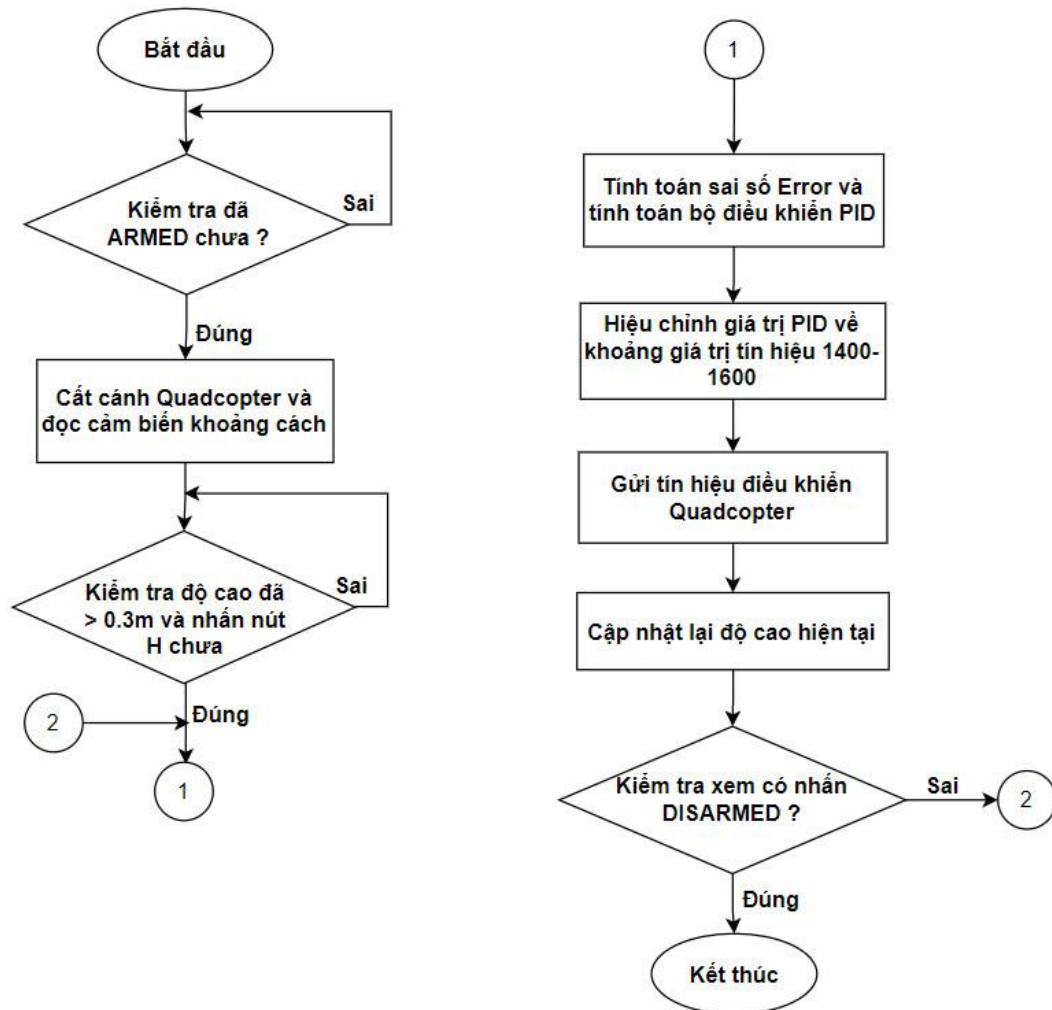 Bắt đầu
Kiểm tra đã
ARMED chưa ?
Sai
Đúng
Cất cánh Quadcopter và
đọc cảm biến khoảng cách
Kiểm tra độ cao đã
> 0.3m và nhấn nút
H chưa
Sai
2
Đúng
1
1
Tính toán sai số Error và
tính toán bộ điều khiển PID
Hiệu chỉnh giá trị PID về
khoảng giá trị tín hiệu 1400-
1600
Gửi tín hiệu điều khiển
Quadcopter
Cập nhật lại độ cao hiện tại
Kiểm tra xem có nhấn
DISARMED ?
Sai
2
Đúng
Kết thúc